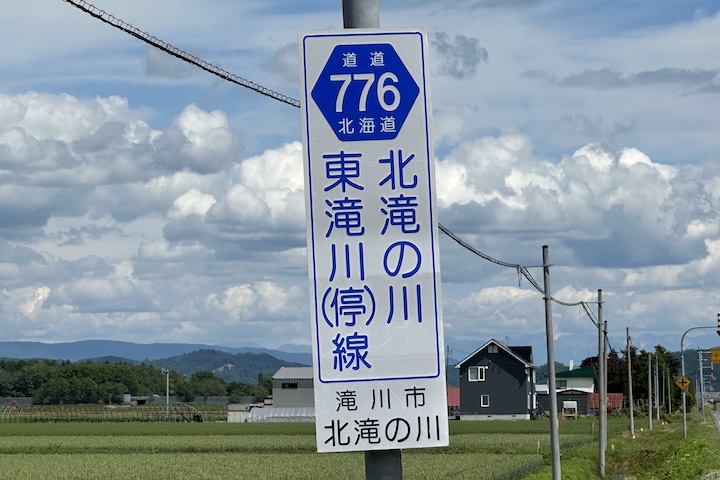 道道
776
北海道
北滝の川
東滝川(停)線
滝川市
北滝の川